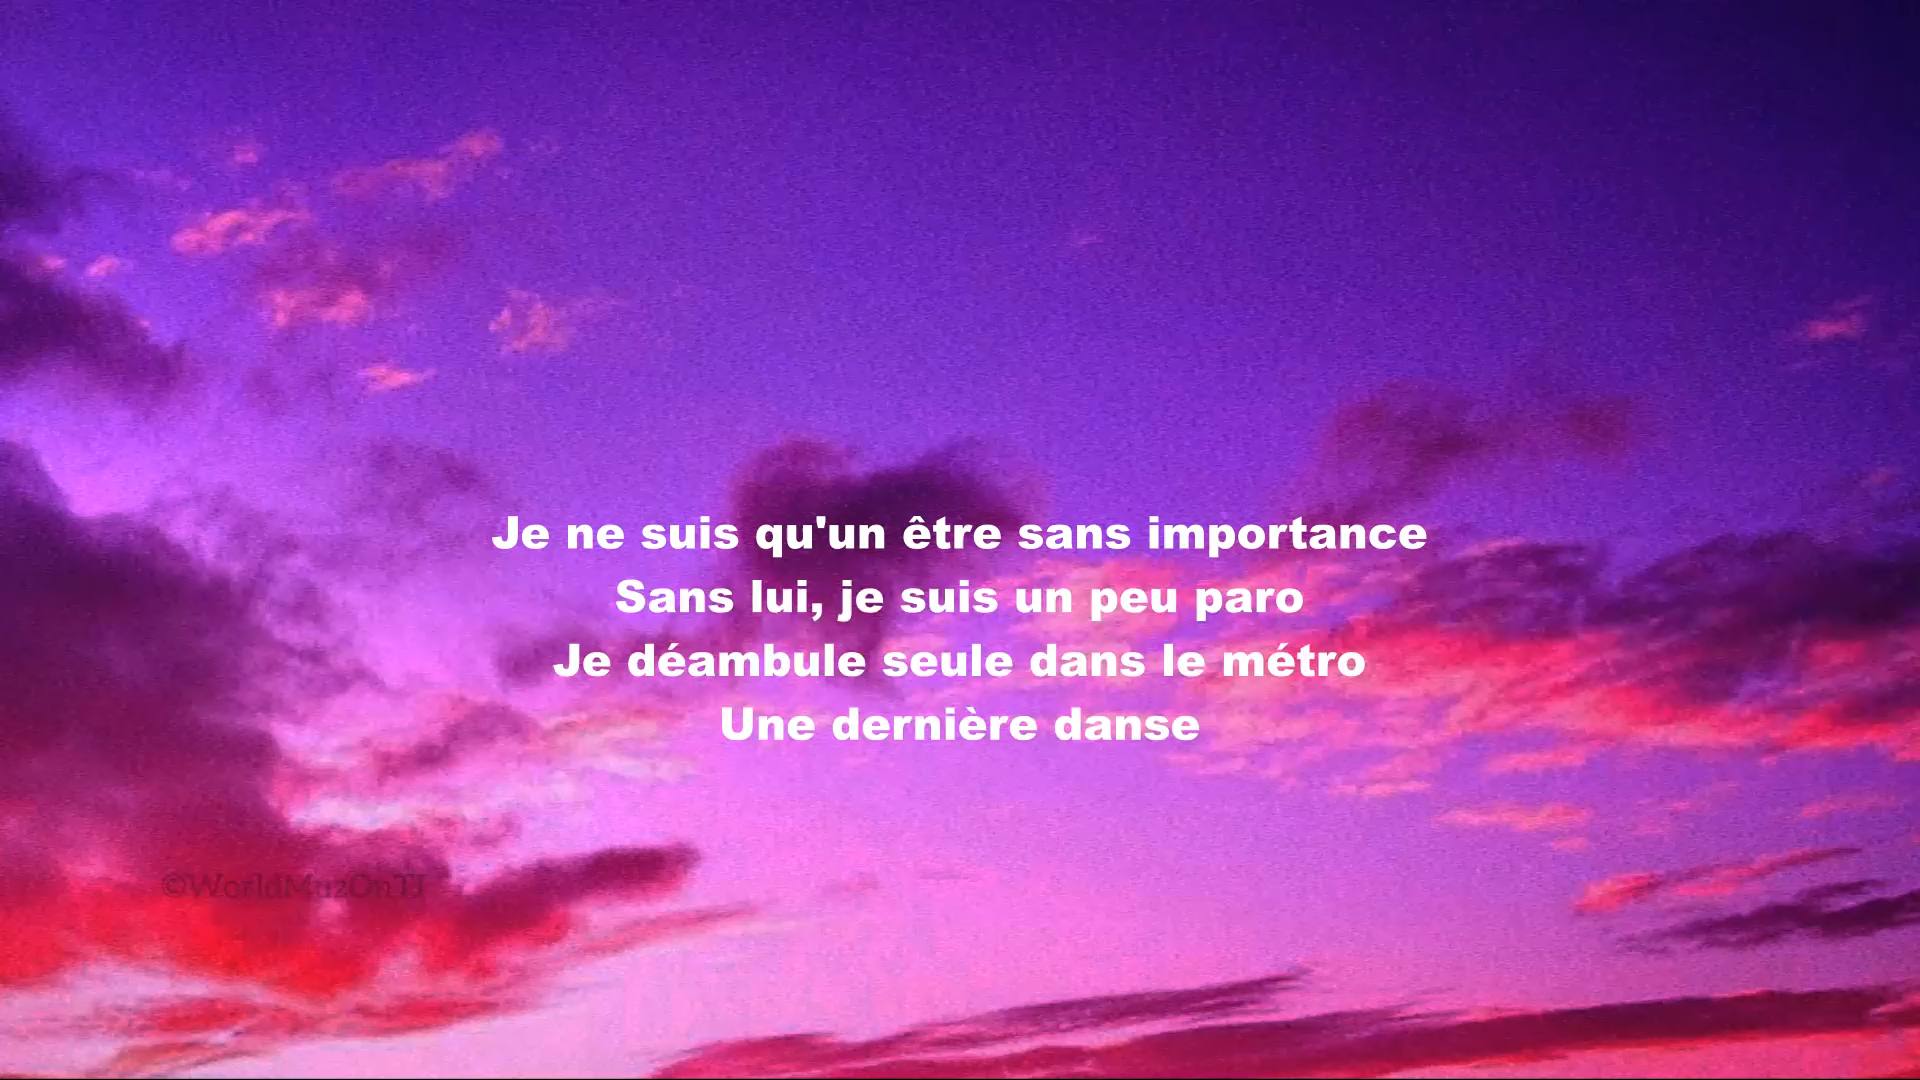 Je ne suis qu'un être sans importance
Sans lui, je suis un peu paro
Je déambule seule dans le métro
Une dernière danse
©WorldMuzOnTJ